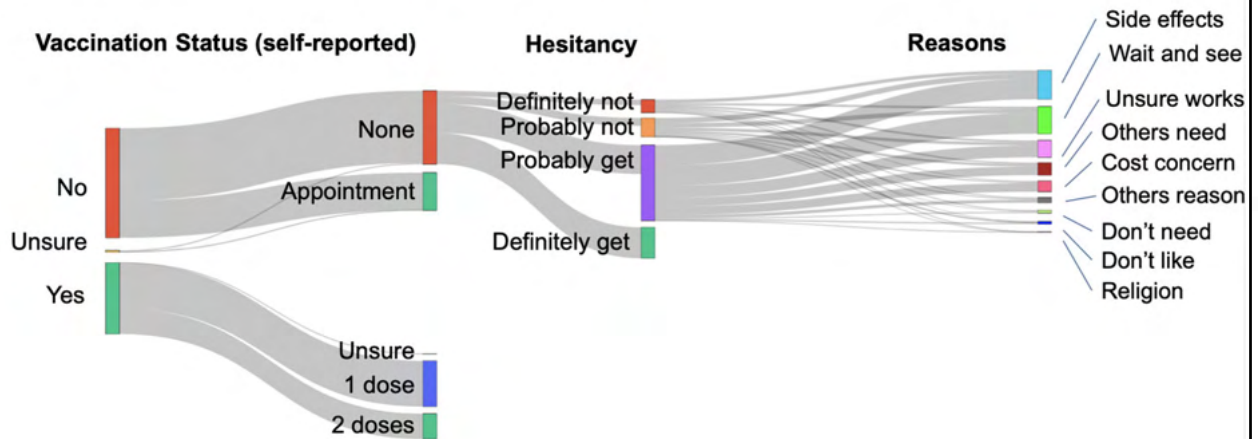 Vaccination Status (self-reported)
Hesitancy
Reasons
No
Unsure
Yes
None
Appointment
Unsure
1 dose
2 doses
Definitely not
Probably not
Probably get
Definitely get
Side effects
Wait and see
Unsure works
Others need
Cost concern
Others reason
Don't need
Don't like
Religion